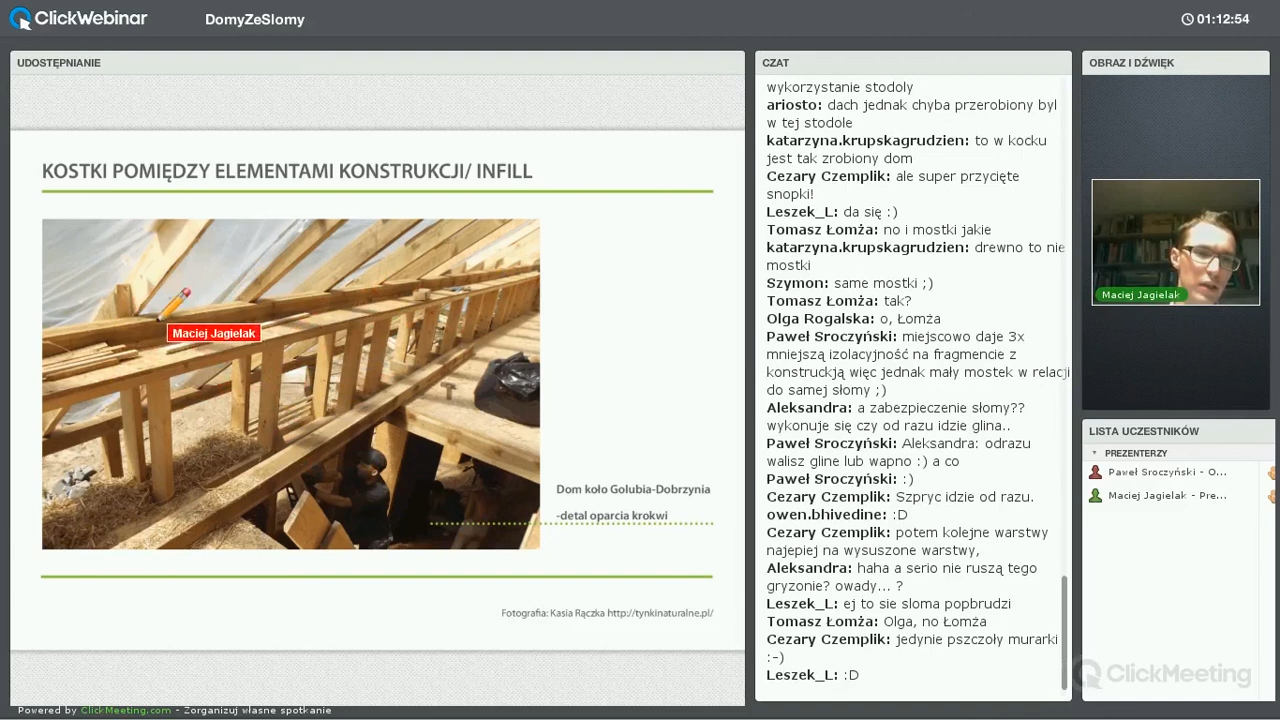 ClickWebinar
DomyZeSlomy
01:12:54
UDOSTĘPNIANIE
KOSTKI POMIĘDZY ELEMENTAMI KONSTRUKCJI/ INFILL
Maciej Jagielak
Dom koło Golubia-Dobrzynia
-detal oparcia krokwi
Fotografia: Kasia Rączka http://tynkinaturalne.pl/
CZAT
wykorzystanie stodoly
ariosto: dach jednak chyba przerobiony byl
w tej stodole
katarzyna.krupskagrudzien: to w kocku
jest tak zrobiony dom
Cezary Czemplik: ale super przycięte
snopki!
Leszek_L: da się :)
Tomasz Łomża: no i mostki jakie
katarzyna.krupskagrudzien: drewno to nie
mostki
Szymon: same mostki ;)
Tomasz Łomża: tak?
Olga Rogalska: o, Łomża
Paweł Sroczyński: miejscowo daje 3x
mniejszą izolacyjność na fragmencie z
konstruckją więc jednak mały mostek w relacji
do samej słomy ;)
Aleksandra: a zabezpieczenie słomy??
wykonuje się czy od razu idzie glina..
Paweł Sroczyński: Aleksandra: odrazu
walisz gline lub wapno :) a co
Paweł Sroczyński: :)
Cezary Czemplik: Szpryc idzie od razu.
owen.bhivedine: :D
Cezary Czemplik: potem kolejne warstwy
najepiej na wysuszone warstwy,
Aleksandra: haha a serio nie ruszą tego
gryzonie? owady... ?
Leszek_L: ej to sie sloma popbrudzi
Tomasz Łomża: Olga, no Łomża
Cezary Czemplik: jedynie pszczoły murarki
:-)
Leszek_L: :D
OBRAZ I DŹWIĘK
Maciej Jagielak
LISTA UCZESTNIKÓW
PREZENTERZY
Paweł Sroczyński - O...
Maciej Jagielak - Pre...
ClickMeeting
Powered by ClickMeeting.com - Zorganizuj własne spotkanie